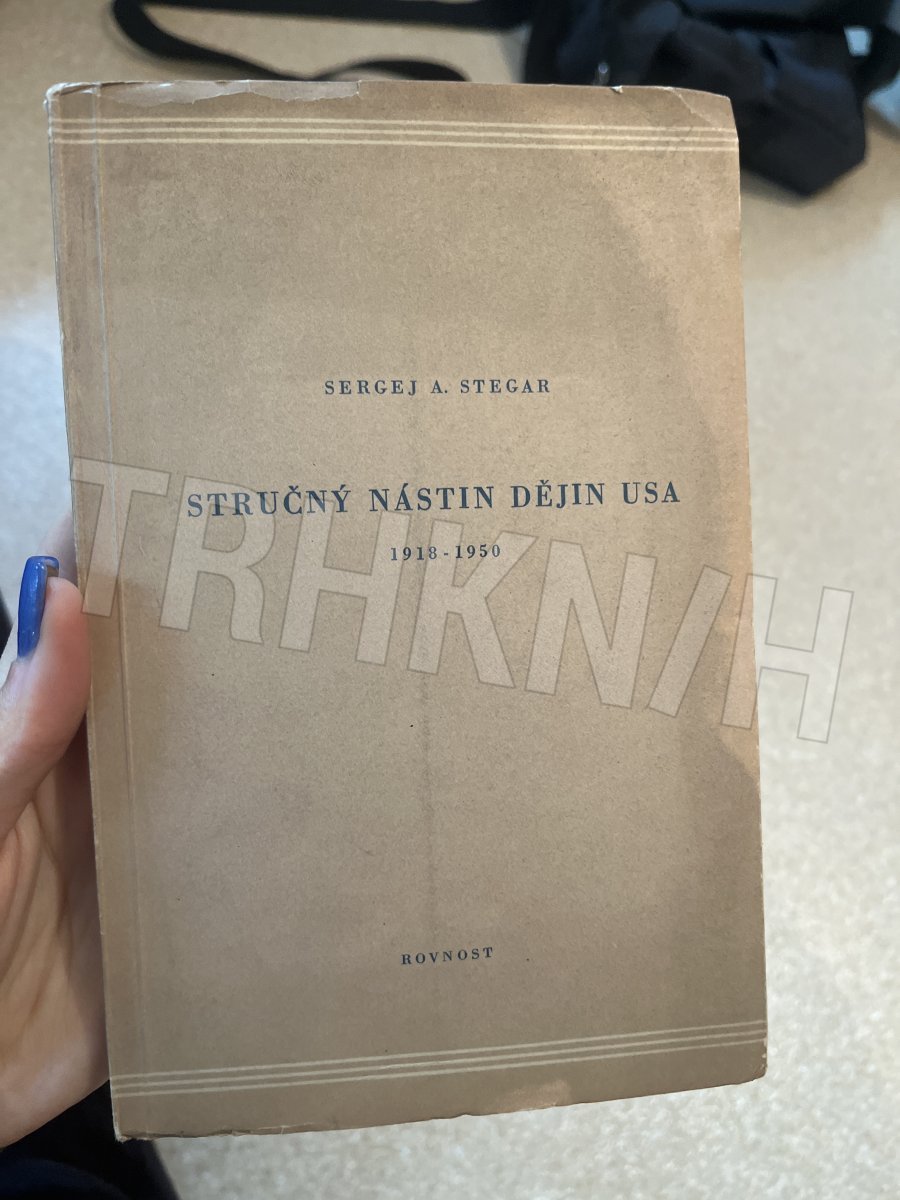 SERGEJ A. STEGAR
STRUČNÝ NÁSTIN DĚJIN USA
1918-1950
TRHKNIH
ROVNOST